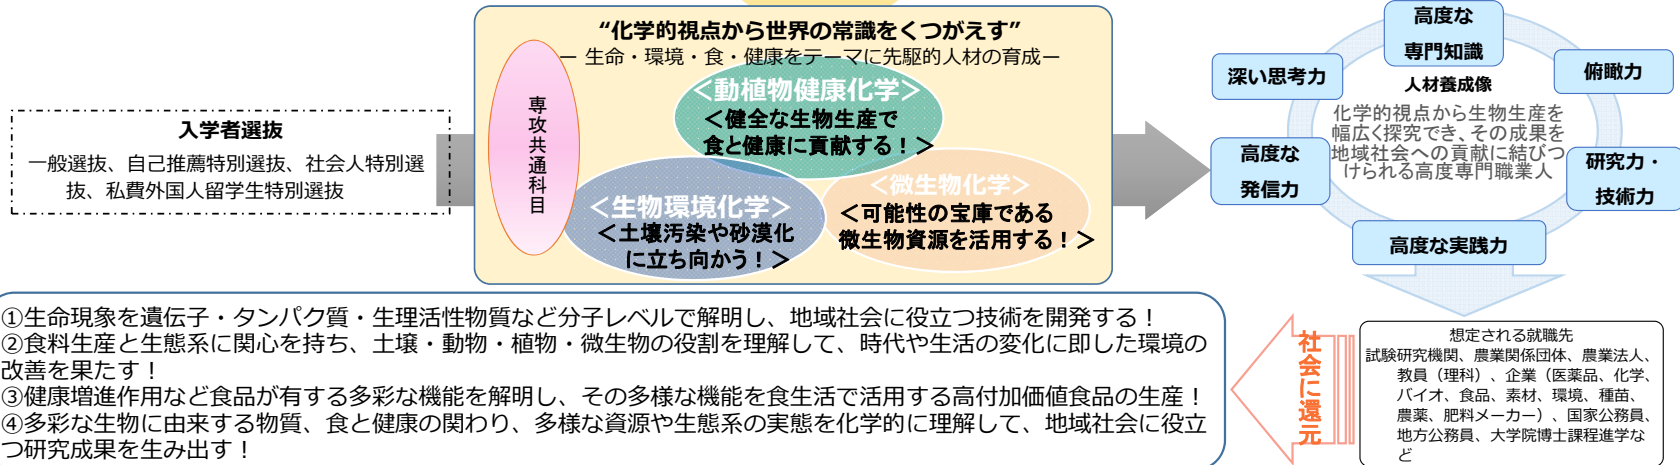 入学者選抜
一般選抜、自己推薦特別選抜、社会人特別選
抜、私費外国人留学生特別選抜
“化学的視点から世界の常識をくつがえす”
ー 生命・環境・食・健康をテーマに先駆的人材の育成ー
専攻共通科目
＜動植物健康化学＞
＜健全な生物生産で
食と健康に貢献する！＞
＜生物環境化学＞
＜土壌汚染や砂漠化
に立ち向かう！＞
＜微生物化学＞
＜可能性の宝庫である
微生物資源を活用する！＞
高度な
専門知識
深い思考力
俯瞰力
人材養成像
化学的視点から生物生産を
幅広く探究でき、その成果を
地域社会への貢献に結びつ
けられる高度専門職業人
高度な
発信力
研究力・
技術力
高度な実践力
①生命現象を遺伝子・タンパク質・生理活性物質など分子レベルで解明し、地域社会に役立つ技術を開発する！
②食料生産と生態系に関心を持ち、土壌・動物・植物・微生物の役割を理解して、時代や生活の変化に即した環境の
改善を果たす！
③健康増進作用など食品が有する多彩な機能を解明し、その多様な機能を食生活で活用する高付加価値食品の生産！
④多彩な生物に由来する物質、食と健康の関わり、多様な資源や生態系の実態を化学的に理解して、地域社会に役立
つ研究成果を生み出す！
社会に還元
想定される就職先
試験研究機関、農業関係団体、農業法人、
教員（理科）、企業（医薬品、化学、
バイオ、食品、素材、環境、種苗、
農薬、肥料メーカー）、国家公務員、
地方公務員、大学院博士課程進学な
ど